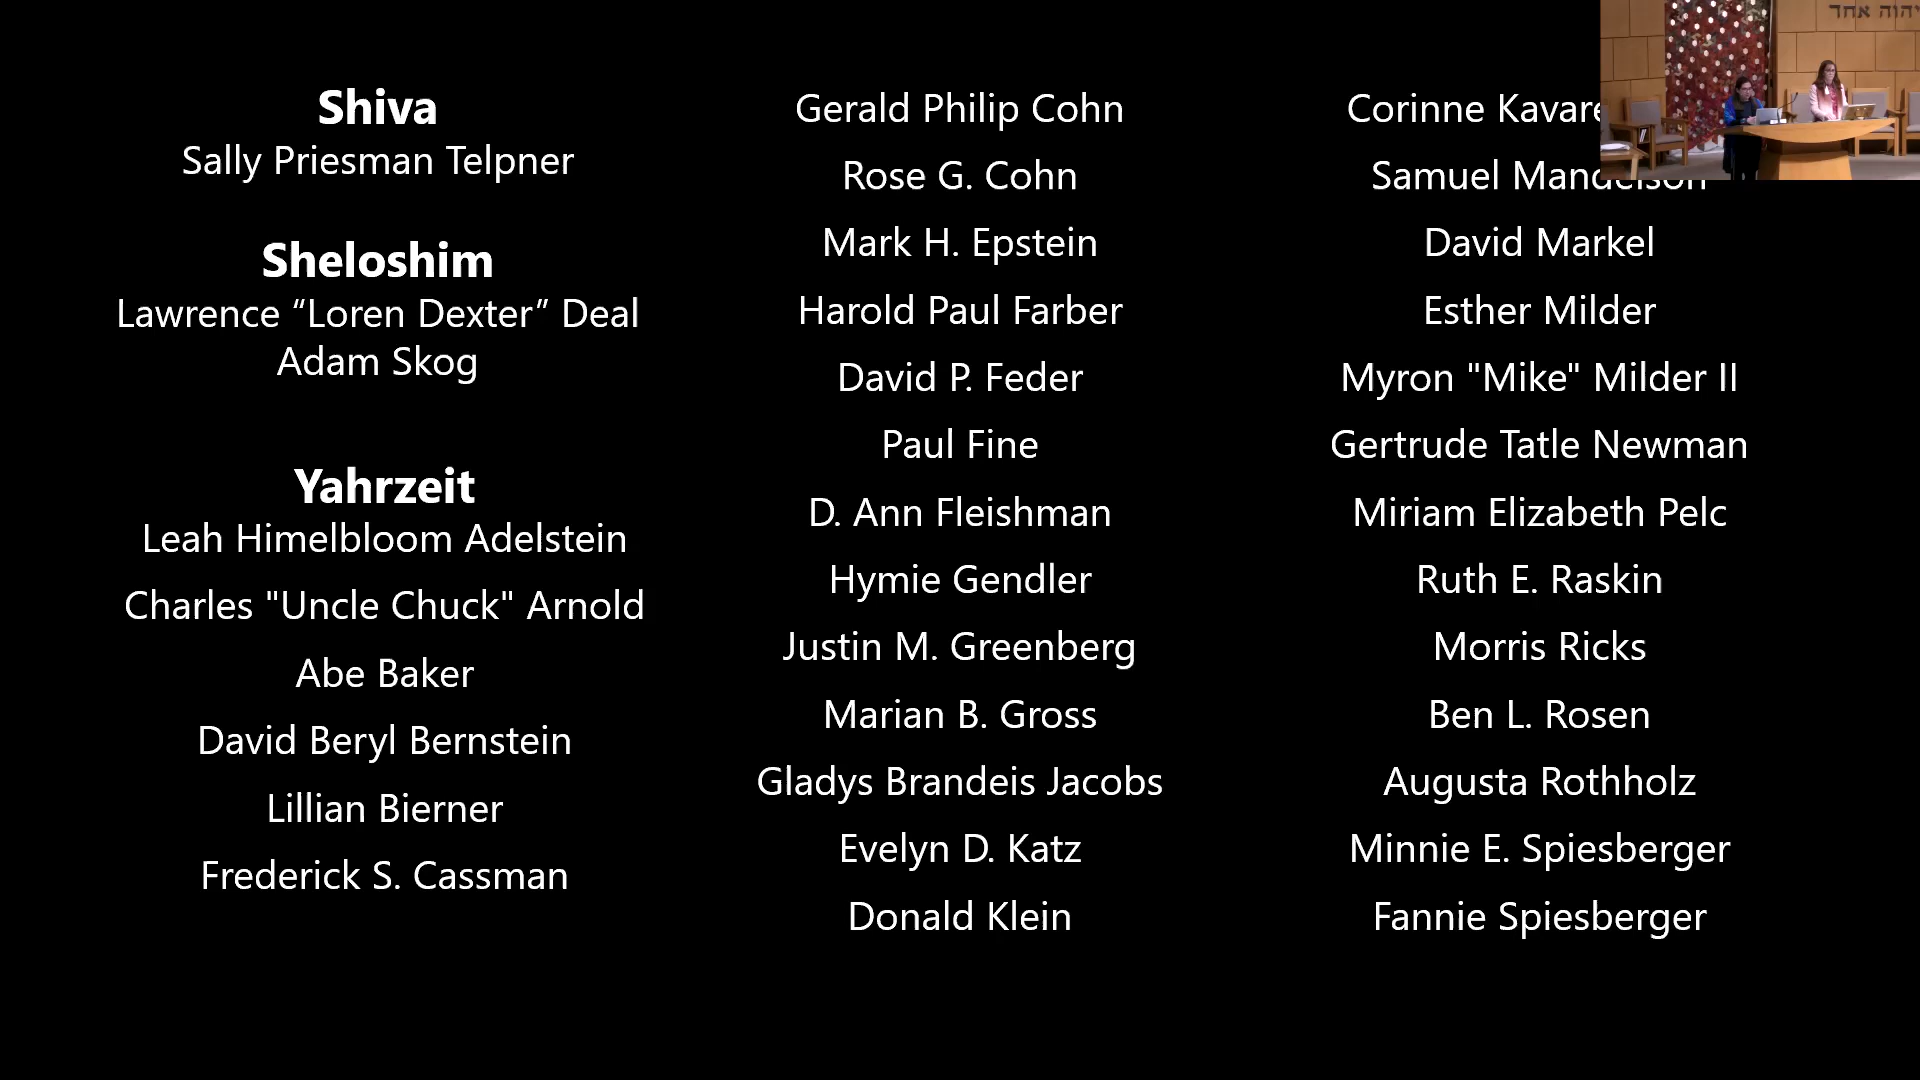 Shiva
Sally Priesman Telpner
Sheloshim
Lawrence “Loren Dexter” Deal
Adam Skog
Yahrzeit
Leah Himelbloom Adelstein
Charles "Uncle Chuck" Arnold
Abe Baker
David Beryl Bernstein
Lillian Bierner
Frederick S. Cassman
Gerald Philip Cohn
Rose G. Cohn
Mark H. Epstein
Harold Paul Farber
David P. Feder
Paul Fine
D. Ann Fleishman
Hymie Gendler
Justin M. Greenberg
Marian B. Gross
Gladys Brandeis Jacobs
Evelyn D. Katz
Donald Klein
Corinne
Samuel Mandelson
David Markel
Esther Milder
Myron "Mike" Milder II
Gertrude Tatle Newman
Miriam Elizabeth Pelc
Ruth E. Raskin
Morris Ricks
Ben L. Rosen
Augusta Rothholz
Minnie E. Spiesberger
Fannie Spiesberger
יהוה אחד